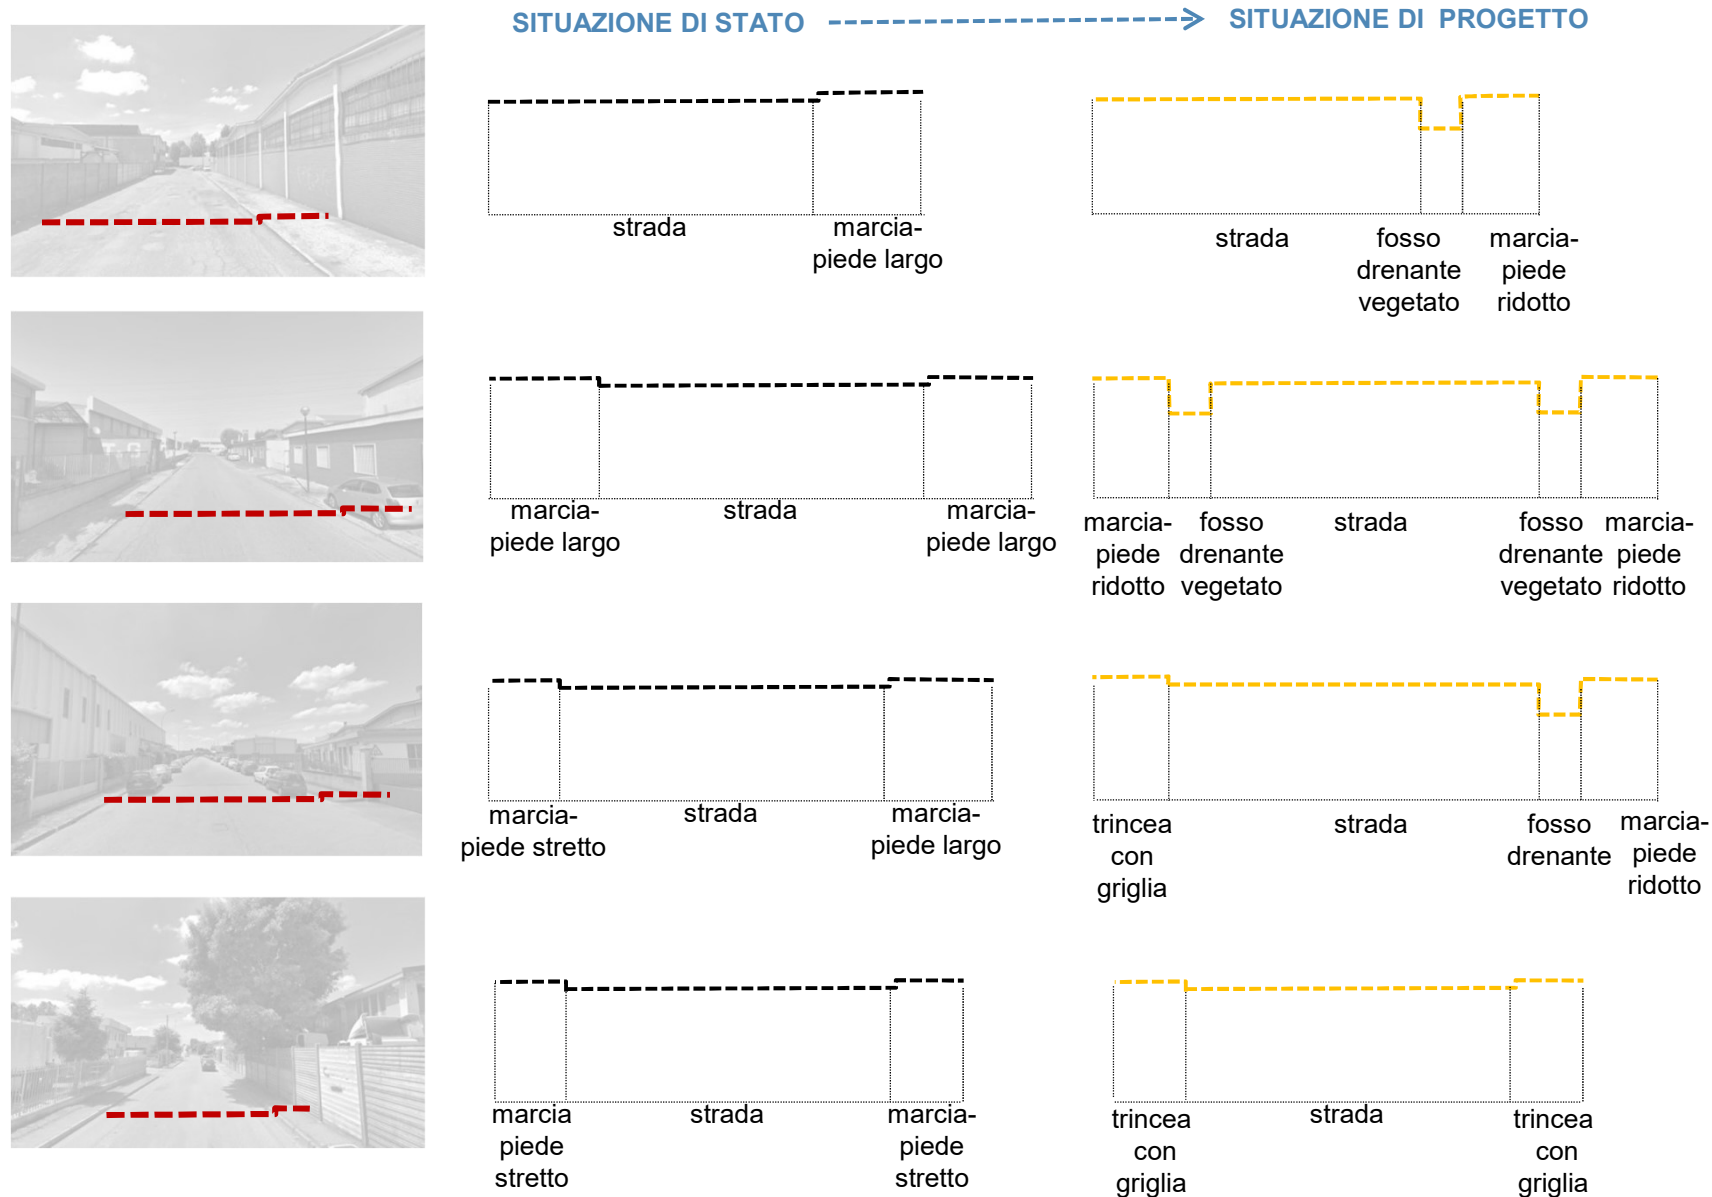 SITUAZIONE DI STATO
SITUAZIONE DI PROGETTO
strada
marcia-
piede largo
strada
fosso
drenante
vegetato
marcia-
piede
ridotto
marcia-
piede largo
strada
marcia-
piede largo
marcia-
piede
ridotto
fosso
drenante
vegetato
strada
fosso
drenante
vegetato
marcia-
piede
ridotto
marcia-
piede stretto
strada
marcia-
piede largo
trincea
con
griglia
strada
fosso
drenante
marcia-
piede
ridotto
marcia
piede
stretto
strada
marcia-
piede
stretto
trincea
con
griglia
strada
trincea
con
griglia